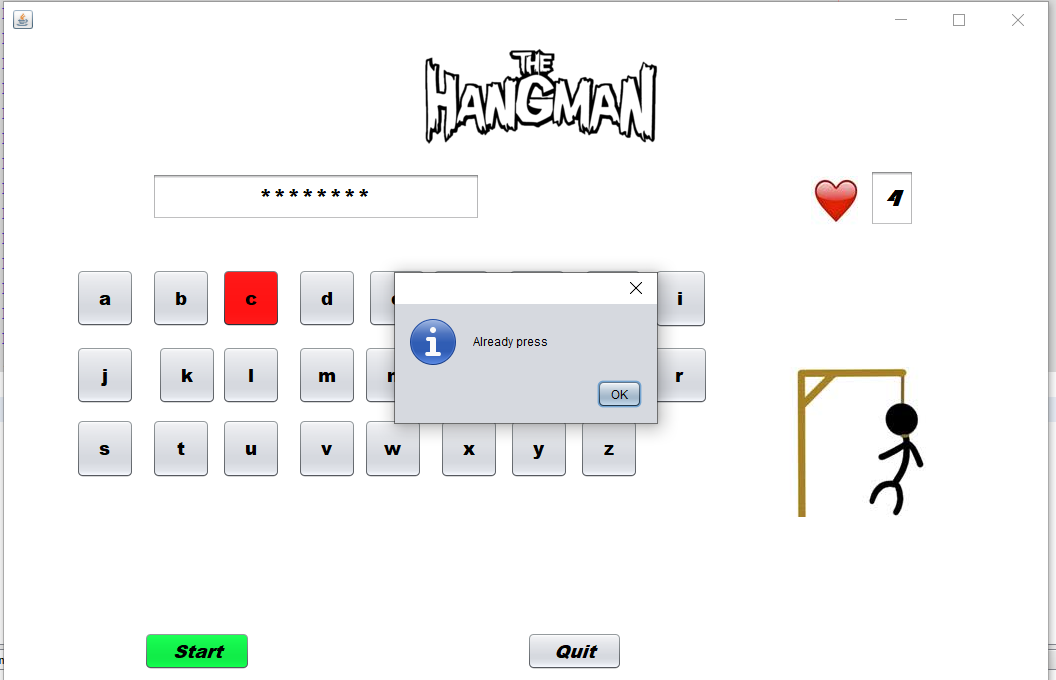 THE
HANGMAN
********
4
a b c d i
Already press
j k l m r
OK
s t u v w x y z
Start Quit